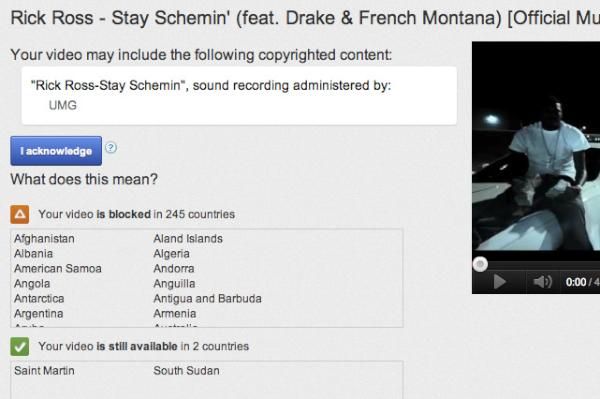 Rick Ross - Stay Schemin' (feat. Drake & French Montana) [Official Mu
Your video may include the following copyrighted content:
"Rick Ross-Stay Schemin", sound recording administered by:
UMG
I acknowledge ?
What does this mean?
Your video is blocked in 245 countries
Afghanistan Aland Islands
Albania Algeria
American Samoa Andorra
Angola Anguilla
Antarctica Antigua and Barbuda
Argentina Armenia
Aruba Australia
0:00 / 4
Your video is still available in 2 countries
Saint Martin South Sudan